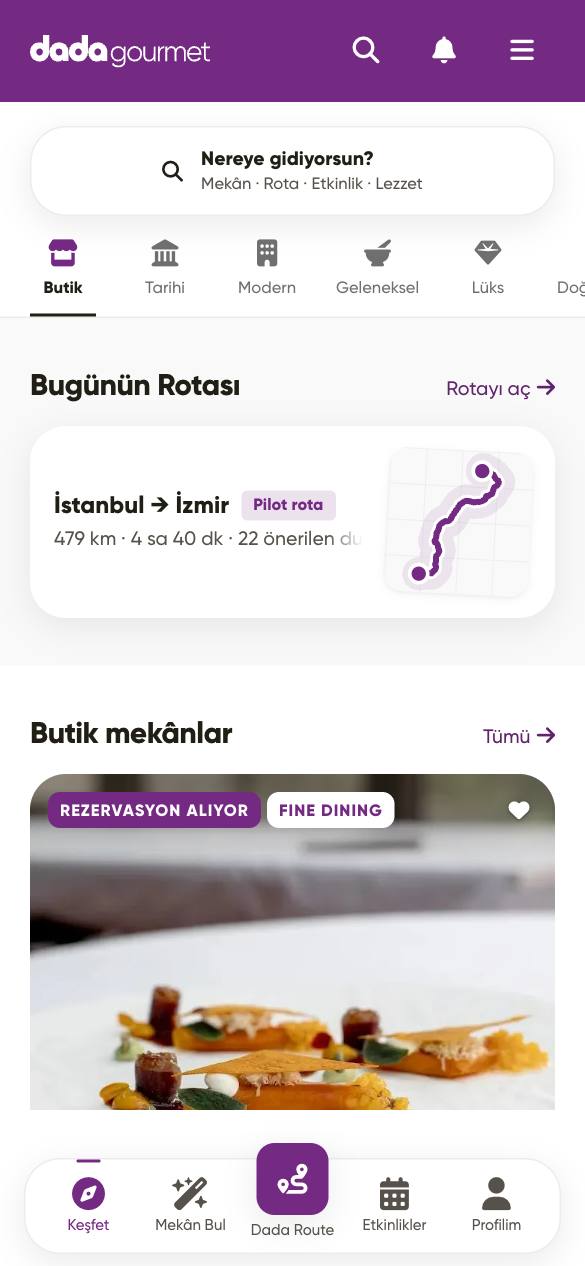 dadagourmet
Nereye gidiyorsun?
Mekân · Rota · Etkinlik · Lezzet
Butik
Tarihi
Modern
Geleneksel
Lüks
Doğ
Bugünün Rotası
Rotayı aç →
İstanbul → İzmir
Pilot rota
479 km · 4 sa 40 dk · 22 önerilen du
Butik mekânlar
Tümü →
REZERVASYON ALIYOR
FINE DINING
Keşfet
Mekân Bul
Dada Route
Etkinlikler
Profilim